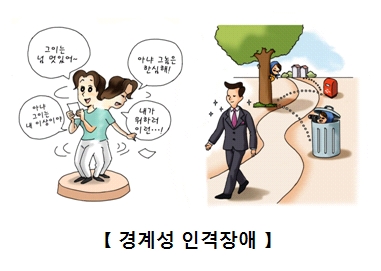 그이는
넘 멋있어~
아냐 그놈은
한심해!
아냐
그이는
내 이상이야
내가
뭐하러
이런…!
【 경계성 인격장애 】